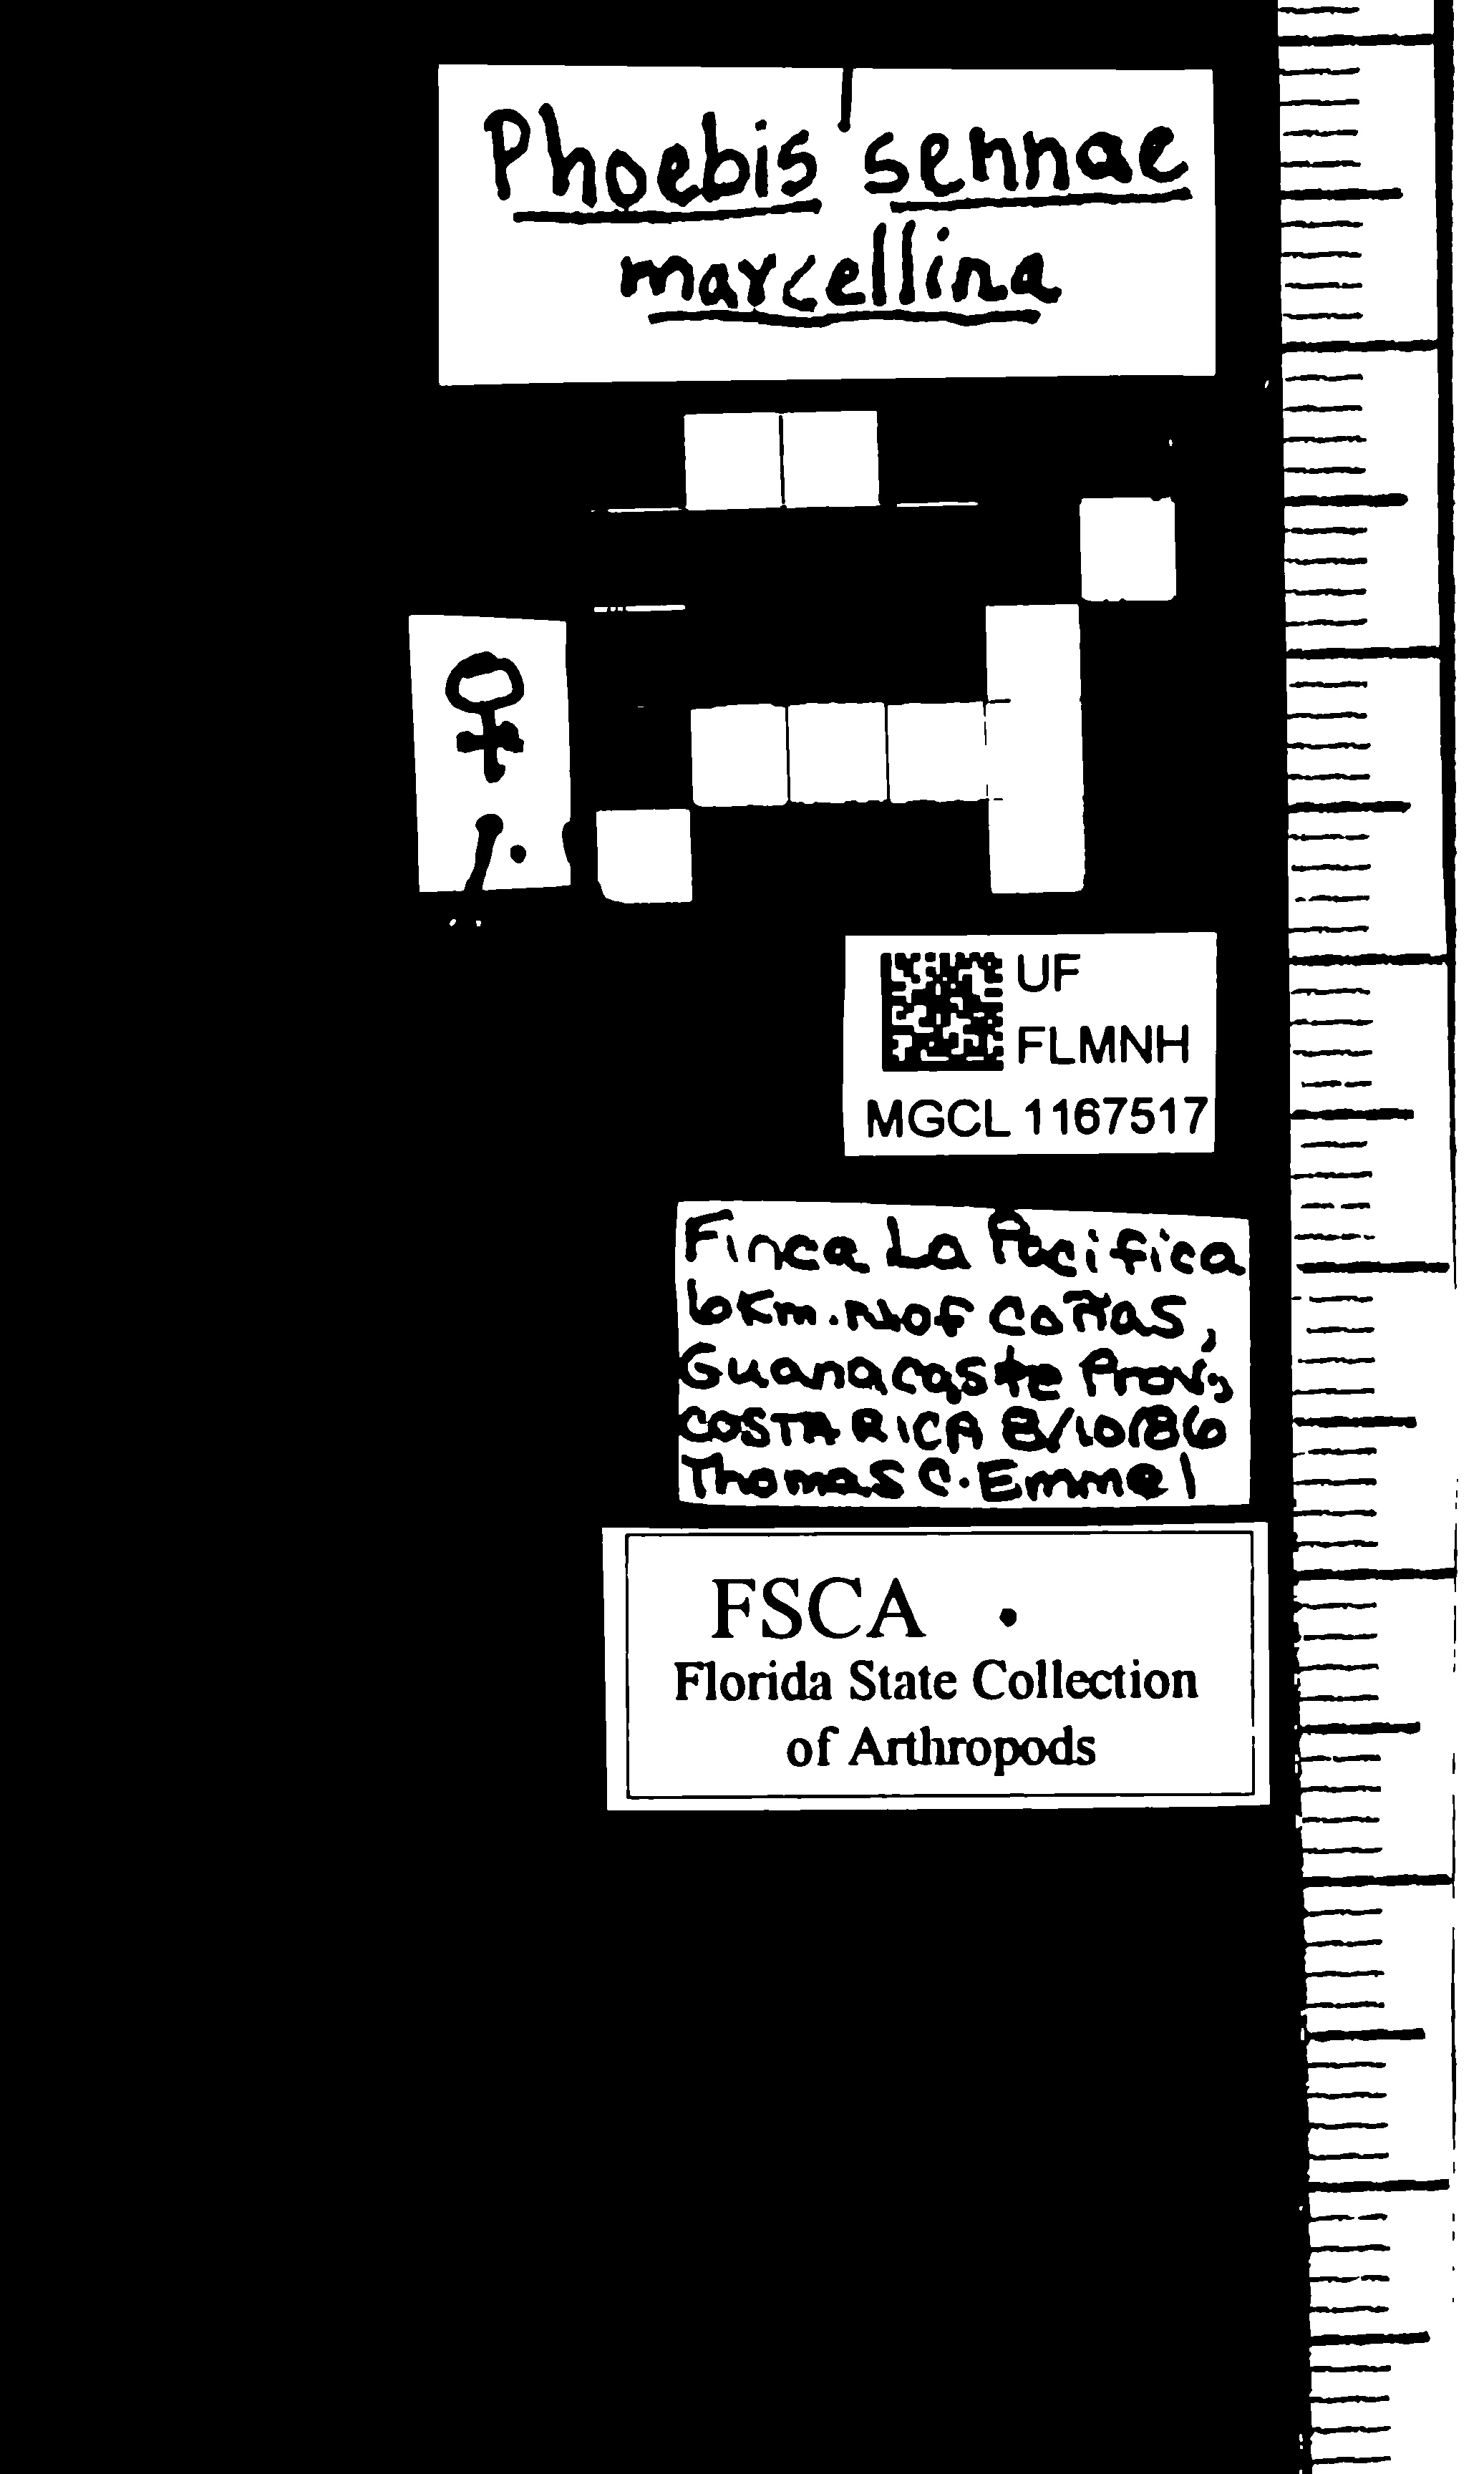 Phoebis sennae
marcellina
♀
UF
FLMNH
MGCL 1167517
Finca La Pacifica
6km. N of Cañas,
Guanacaste Prov.,
COSTA RICA 8/10/86
Thomas C. Emmel
FSCA
Florida State Collection
of Arthropods